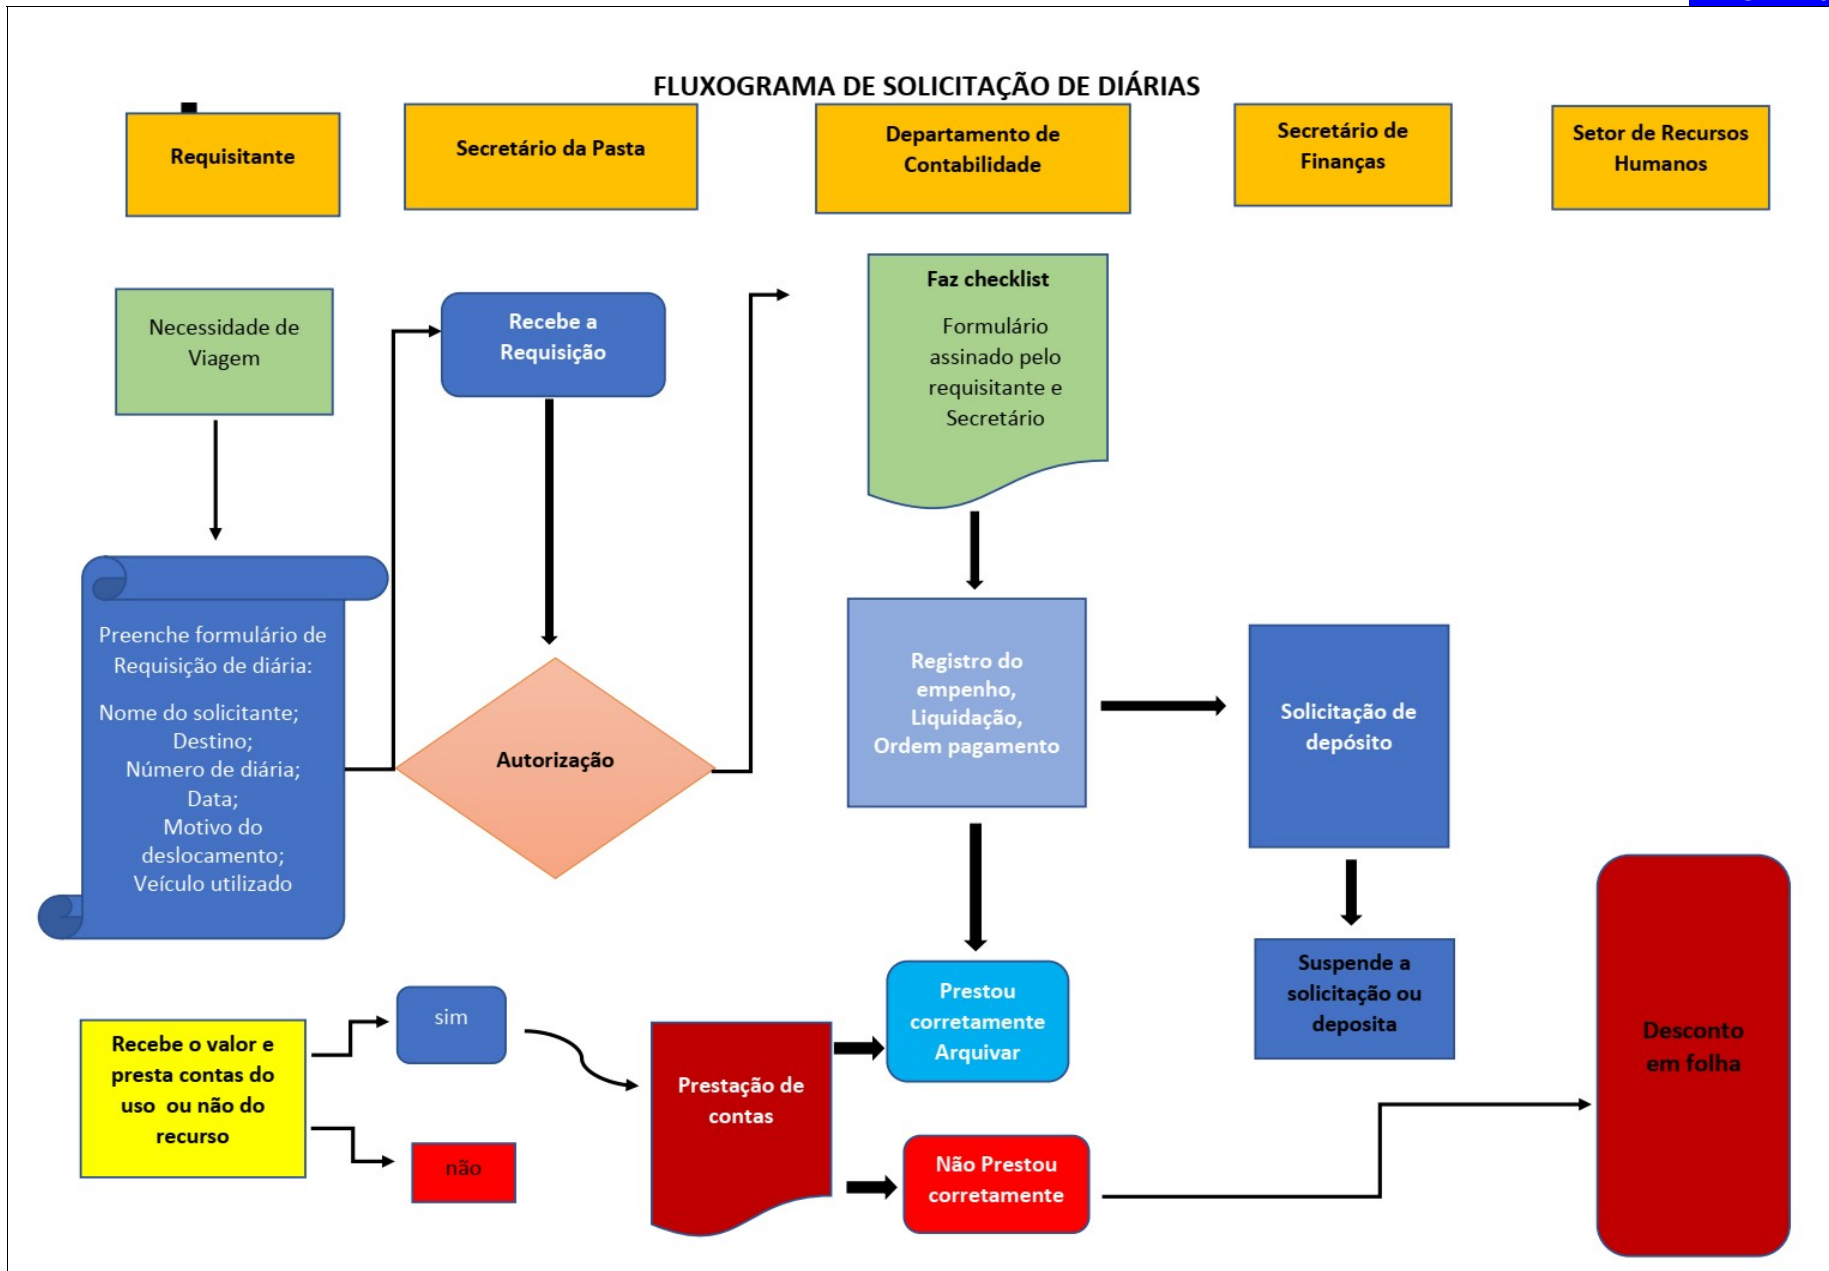 FLUXOGRAMA DE SOLICITAÇÃO DE DIÁRIAS
Requisitante
Secretário da Pasta
Departamento de
Contabilidade
Secretário de
Finanças
Setor de Recursos
Humanos
Necessidade de
Viagem
Recebe a
Requisição
Faz checklist
Formulário
assinado pelo
requisitante e
Secretário
Preenche formulário de
Requisição de diária:
Nome do solicitante;
Destino;
Número de diária;
Data;
Motivo do
deslocamento;
Veículo utilizado
Autorização
Registro do
empenho,
Liquidação,
Ordem pagamento
Solicitação de
depósito
Suspende a
solicitação ou
deposita
Recebe o valor e
presta contas do
uso  ou não do
recurso
sim
não
Prestação de
contas
Prestou
corretamente
Arquivar
Não Prestou
corretamente
Desconto
em folha